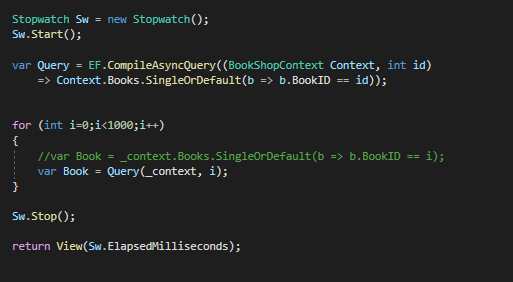 Stopwatch Sw = new Stopwatch();
Sw.Start();
var Query = EF.CompileAsyncQuery((BookShopContext Context, int id)
=> Context.Books.SingleOrDefault(b => b.BookID == id));
for (int i=0;i<1000;i++)
{
//var Book = _context.Books.SingleOrDefault(b => b.BookID == i);
var Book = Query(_context, i);
}
Sw.Stop();
return View(Sw.ElapsedMilliseconds);